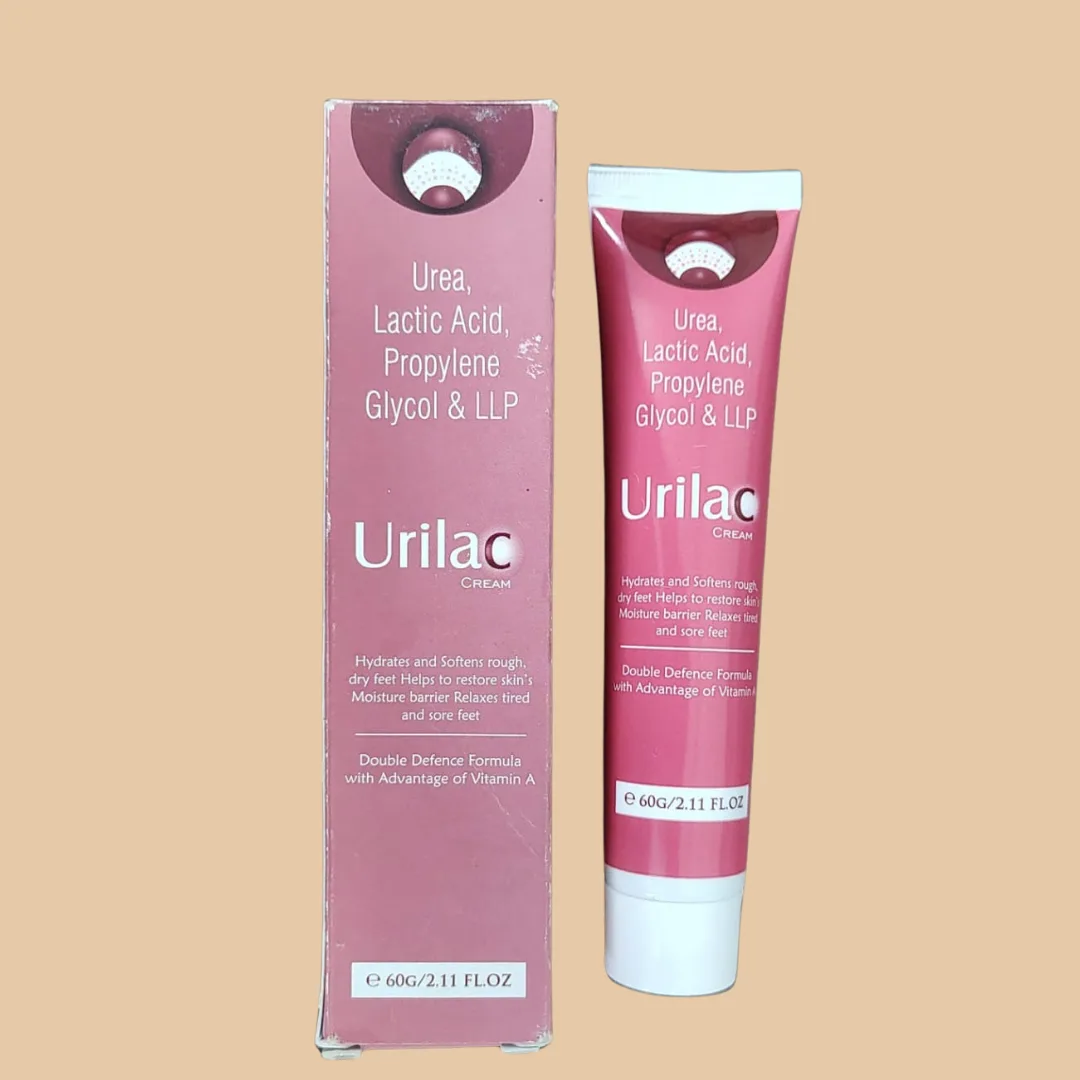 Urea,
Lactic Acid,
Propylene
Glycol & LLP
Urilac
CREAM
Hydrates and Softens rough,
dry feet Helps to restore skin's
Moisture barrier Relaxes tired
and sore feet
Double Defence Formula
with Advantage of Vitamin A
℮ 60G/2.11 FL.OZ
Urea,
Lactic Acid,
Propylene
Glycol & LLP
Urilac
CREAM
Hydrates and Softens rough,
dry feet Helps to restore skin's
Moisture barrier Relaxes tired
and sore feet
Double Defence Formula
with Advantage of Vitamin A
℮ 60G/2.11 FL.OZ